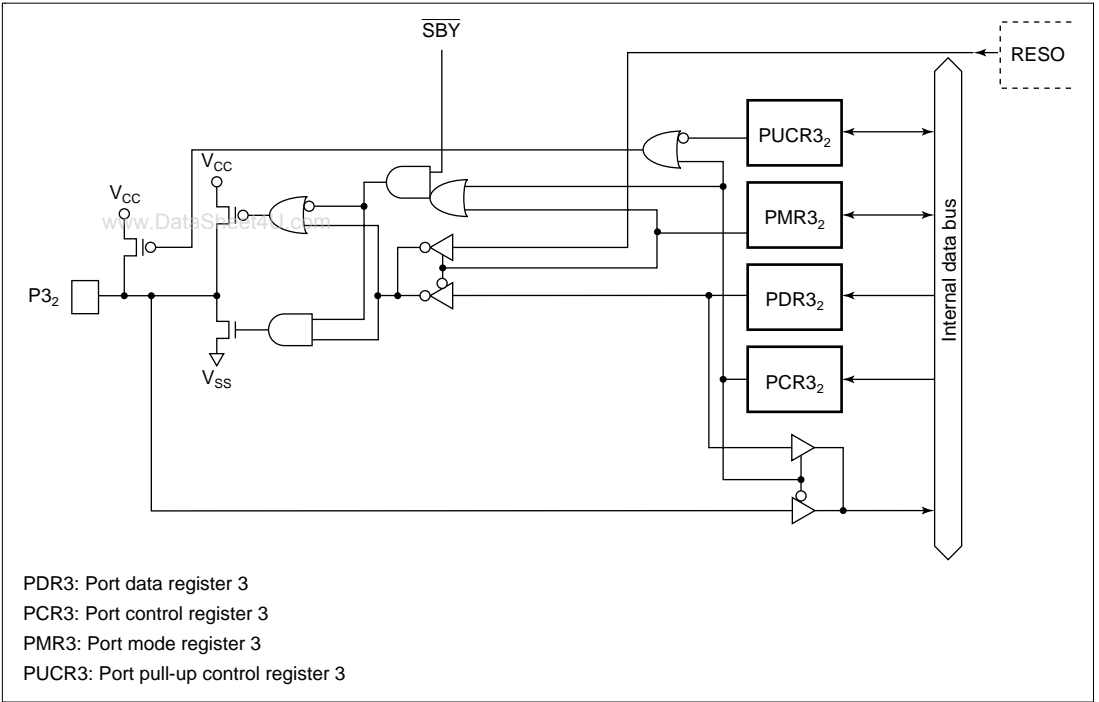 SBY
RESO
PUCR3₂
V_CC
V_CC
www.DataSheet4U.com
PMR3₂
P3₂
PDR3₂
Internal data bus
V_SS
PCR3₂
PDR3: Port data register 3
PCR3: Port control register 3
PMR3: Port mode register 3
PUCR3: Port pull-up control register 3